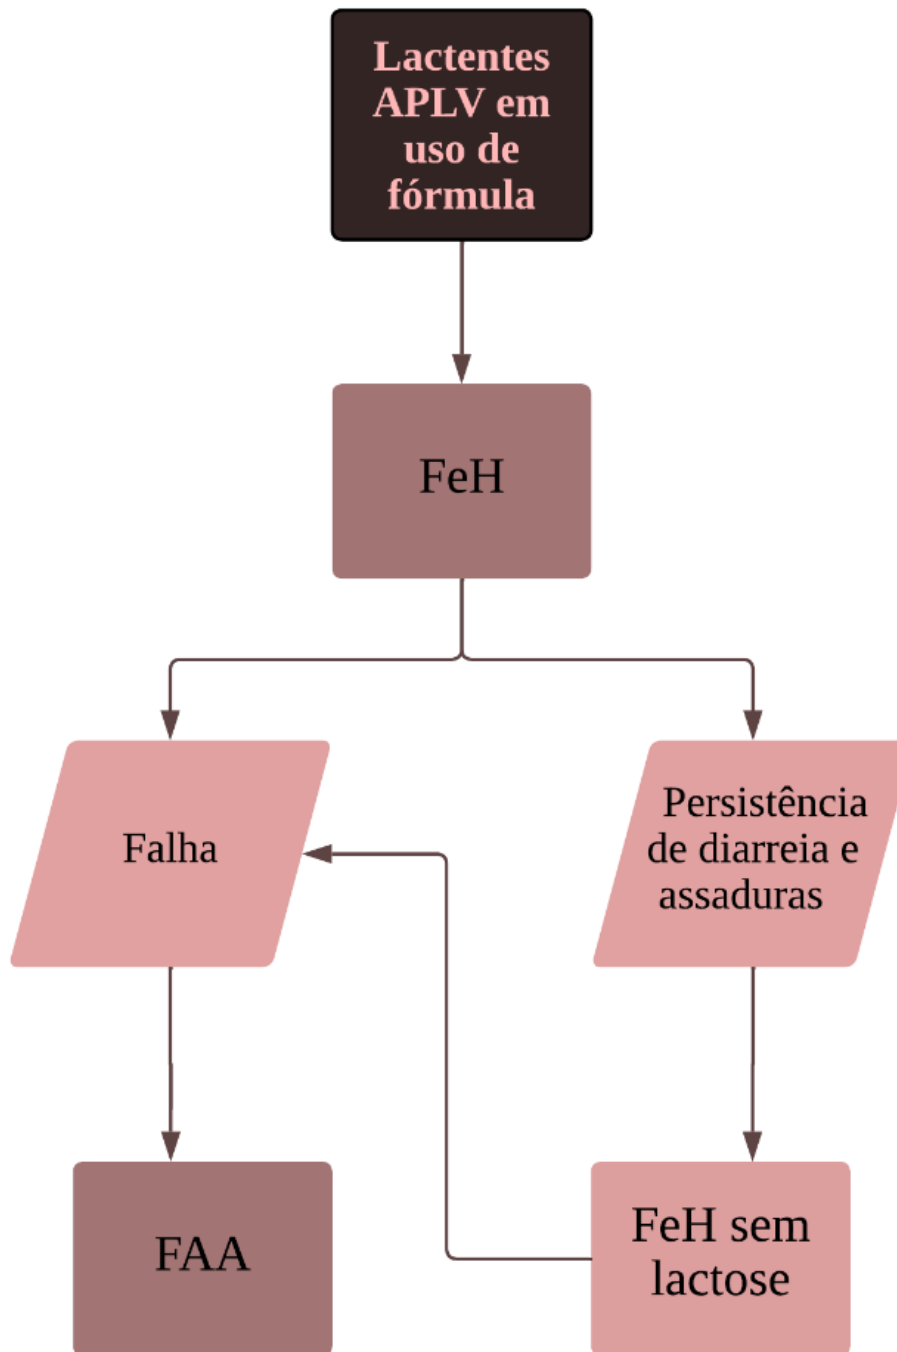 Lactentes
APLV em
uso de
fórmula
FeH
Falha
Persistência
de diarreia e
assaduras
FAA
FeH sem
lactose